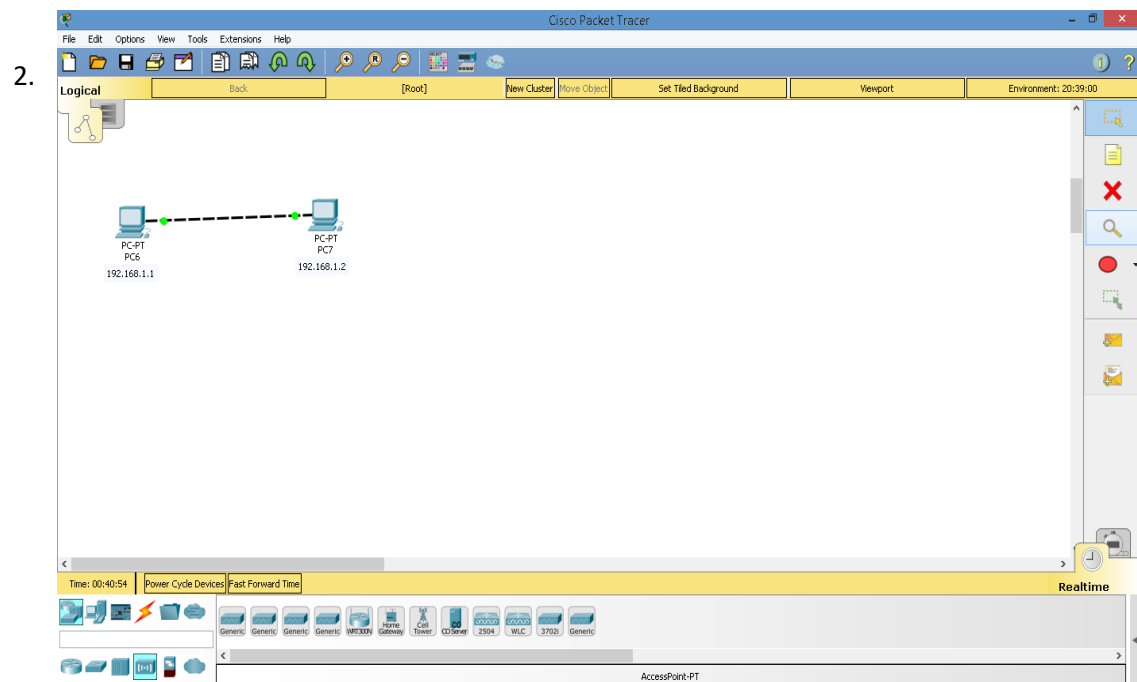 2.
Cisco Packet Tracer
File Edit Options View Tools Extensions Help
Logical Back [Root] New Cluster Move Object Set Tiled Background Viewport Environment: 20:39:00
PC-PT
PC6
192.168.1.1
PC-PT
PC7
192.168.1.2
Time: 00:40:54 Power Cycle Devices Fast Forward Time Realtime
Generic Generic Generic Generic WRT300N Home Gateway Cell Tower CO Server 2504 WLC 3702i Generic
AccessPoint-PT